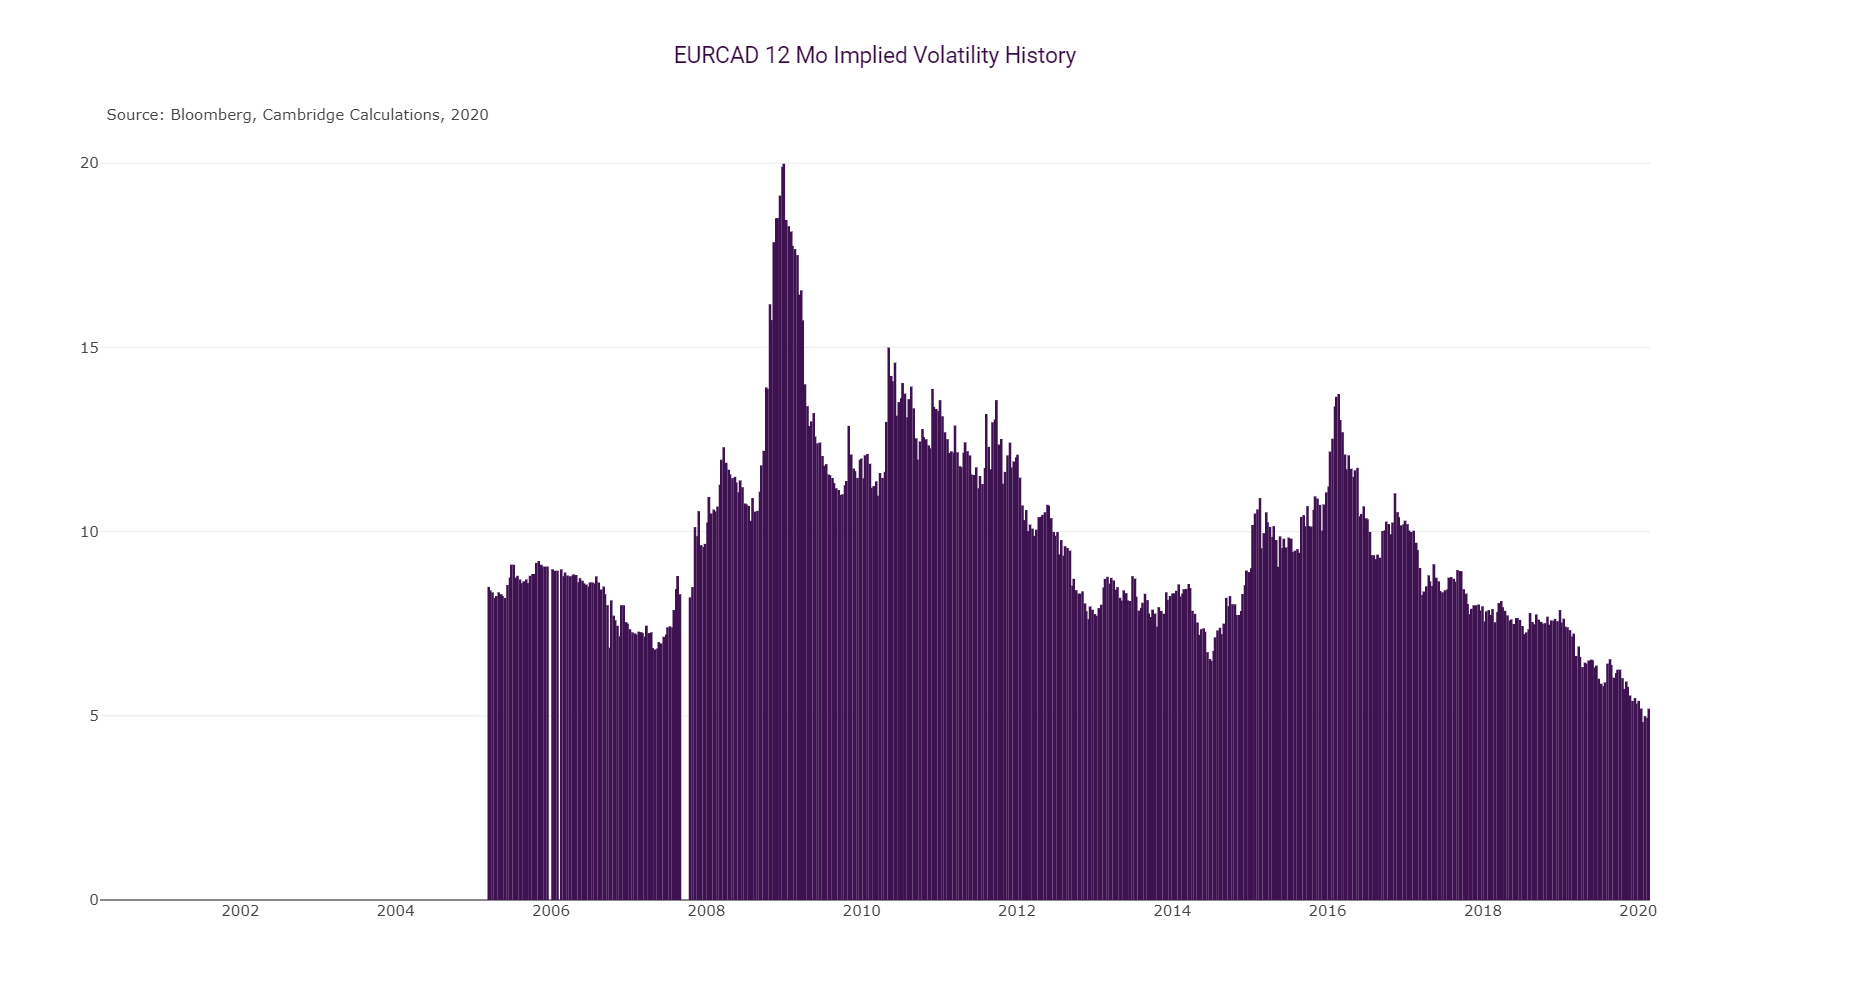 EURCAD 12 Mo Implied Volatility History
Source: Bloomberg, Cambridge Calculations, 2020
20
15
10
5
0
2002 2004 2006 2008 2010 2012 2014 2016 2018 2020